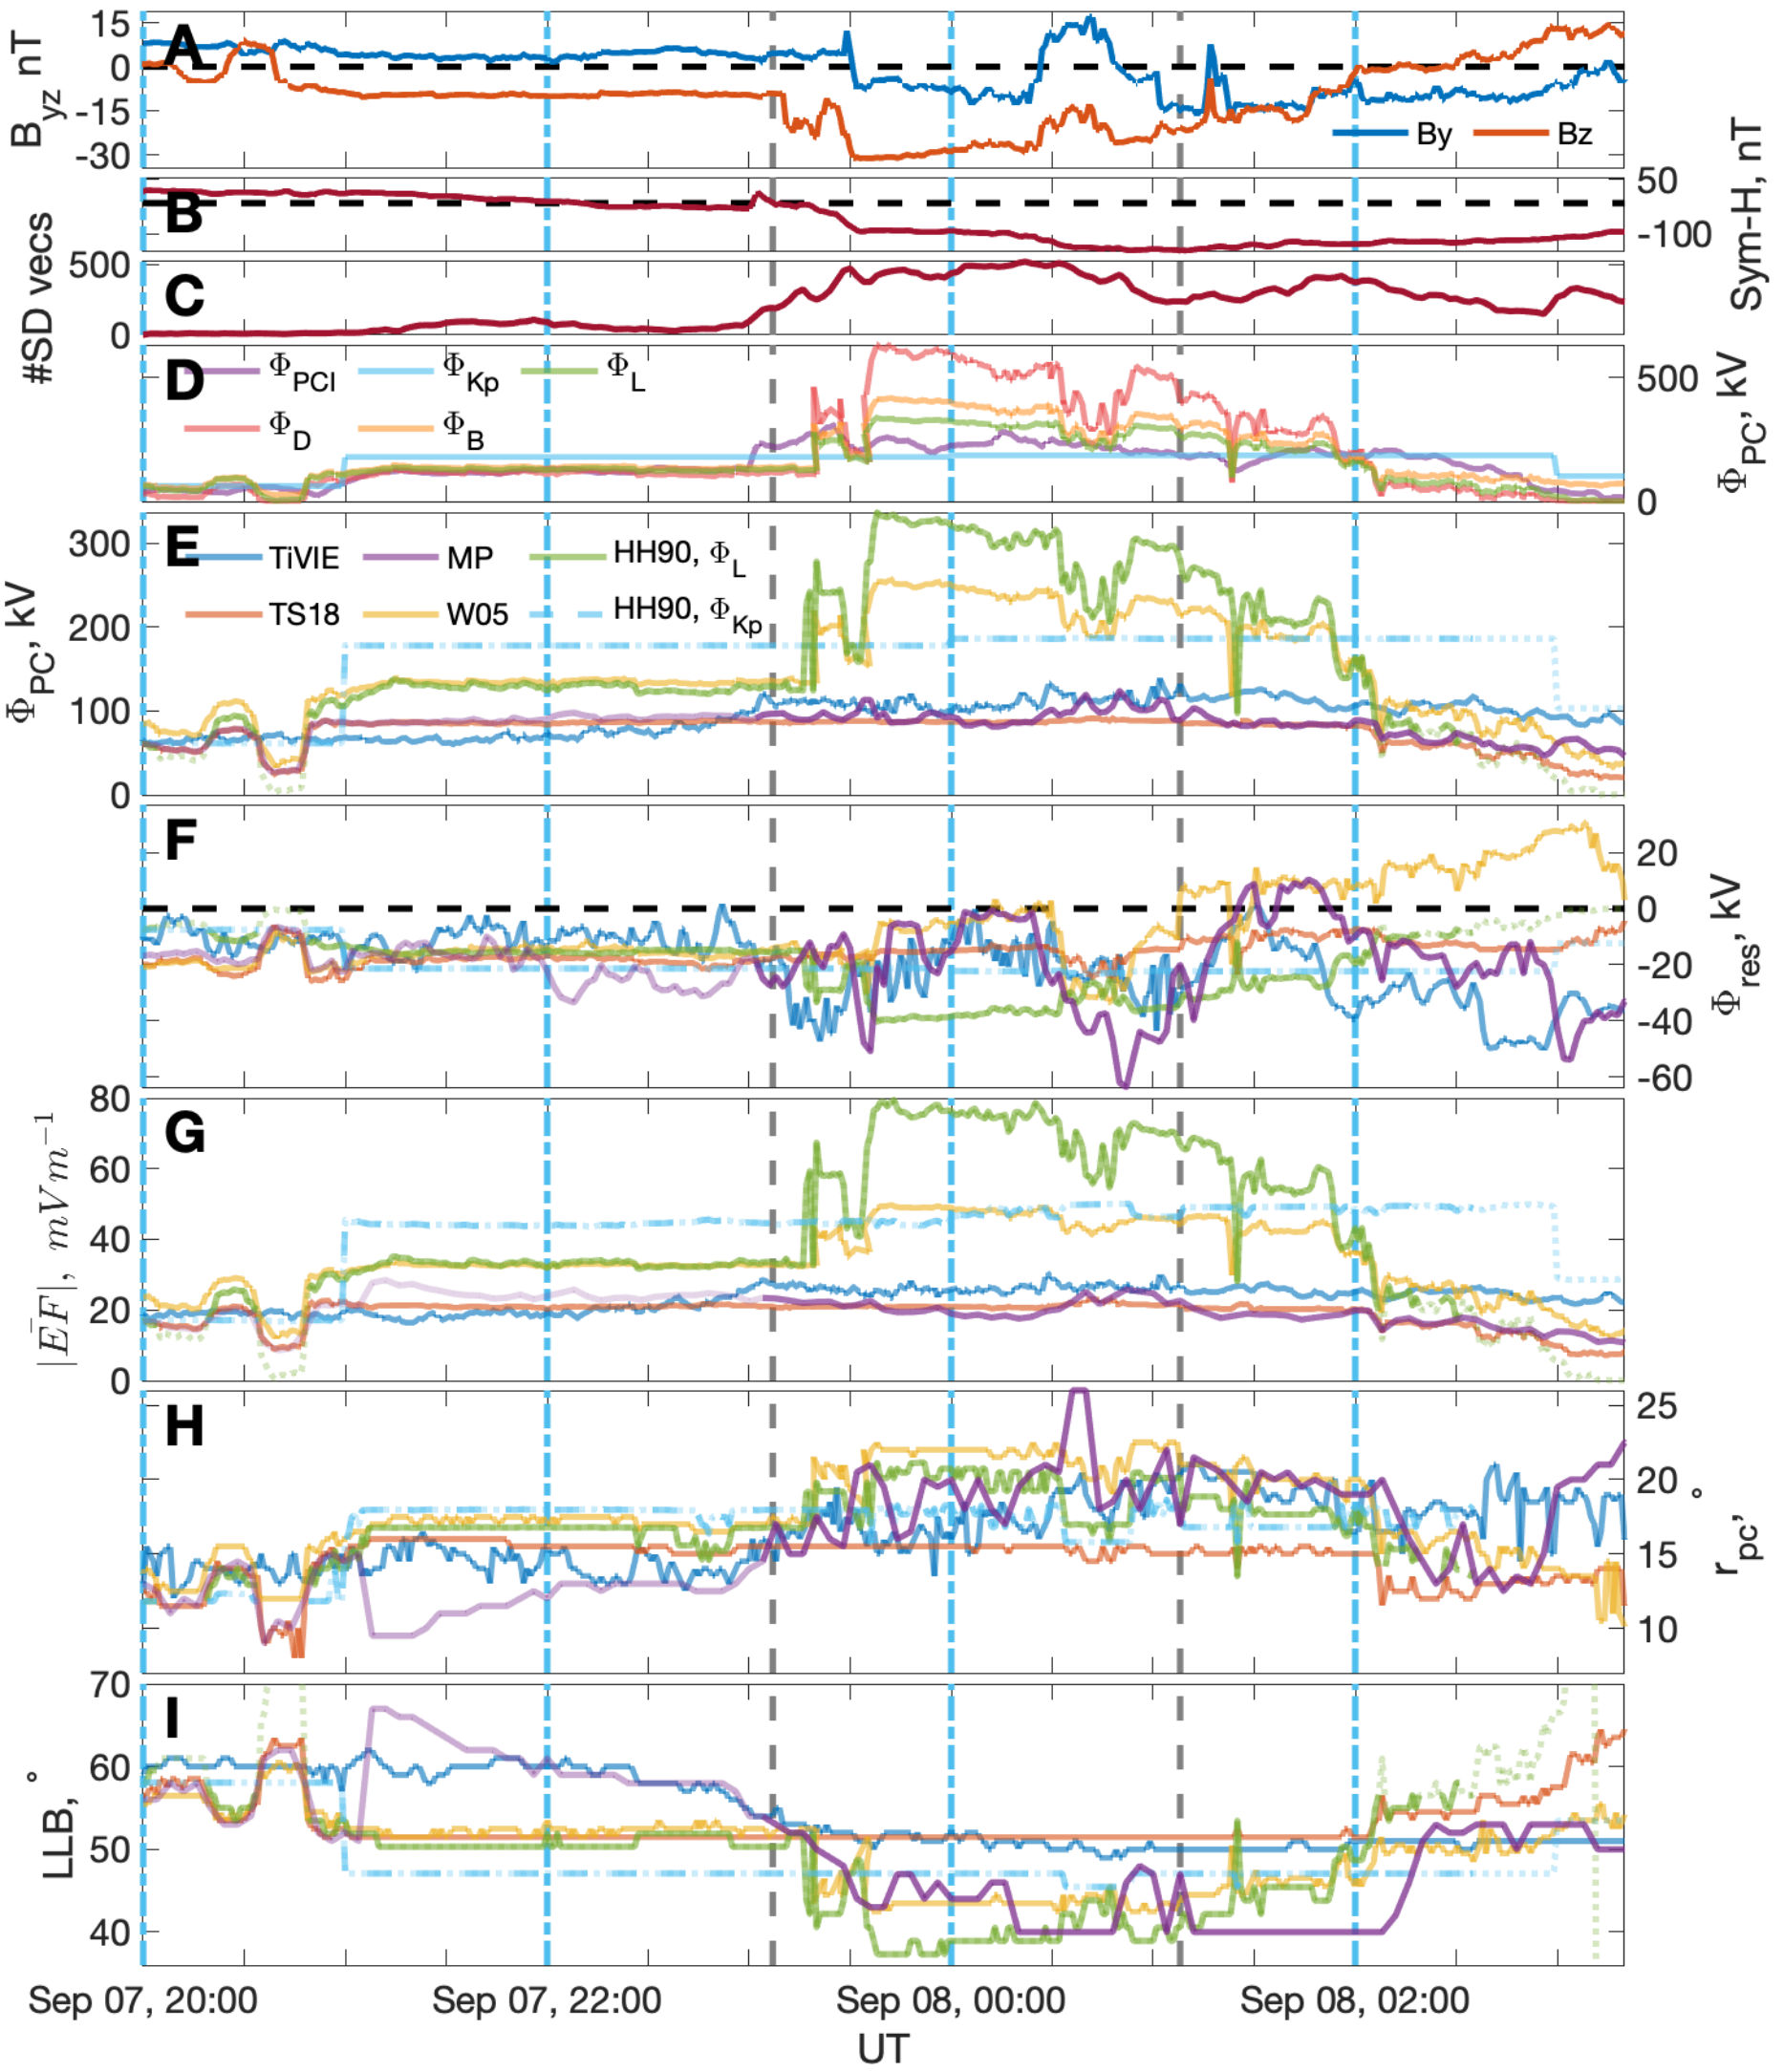 A
B_yz nT
15
0
-15
-30
By
Bz
B
50
-100
Sym-H, nT
C
#SD vecs
500
0
D
Φ_PCI
Φ_Kp
Φ_L
Φ_D
Φ_B
500
0
Φ_PC, kV
E
Φ_PC, kV
300
200
100
0
TiVIE
MP
HH90, Φ_L
TS18
W05
HH90, Φ_Kp
F
20
0
-20
-40
-60
Φ_res, kV
G
|E̅F|, mVm⁻¹
80
60
40
20
0
H
25
20
15
10
r_pc, °
I
LLB, °
70
60
50
40
Sep 07, 20:00
Sep 07, 22:00
Sep 08, 00:00
Sep 08, 02:00
UT